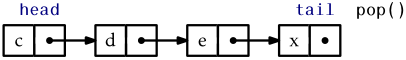 head tail pop()
c d e x